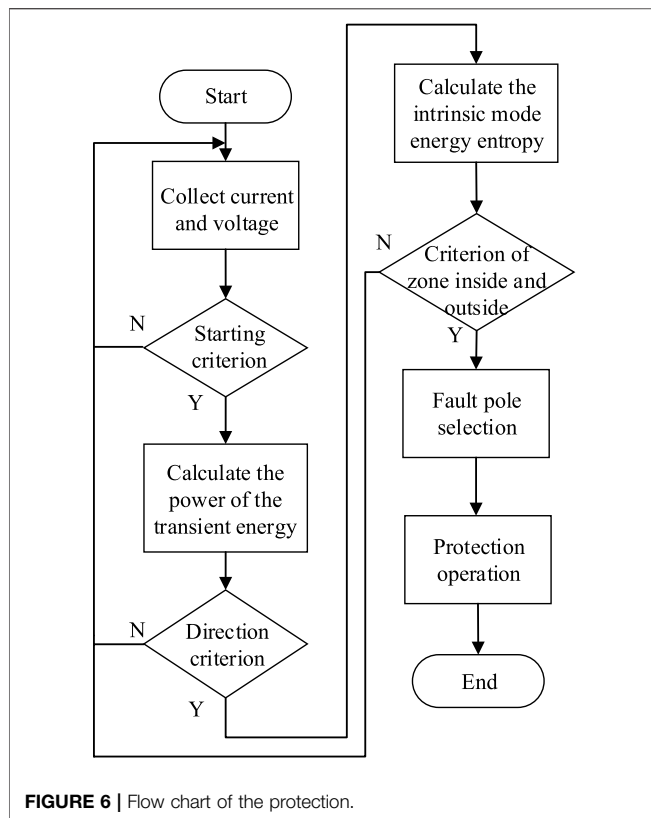 Start
Collect current
and voltage
N
Starting
criterion
Y
Calculate the
power of the
transient energy
N
Direction
criterion
Y
Calculate the
intrinsic mode
energy entropy
N
Criterion of
zone inside and
outside
Y
Fault pole
selection
Protection
operation
End
FIGURE 6 | Flow chart of the protection.